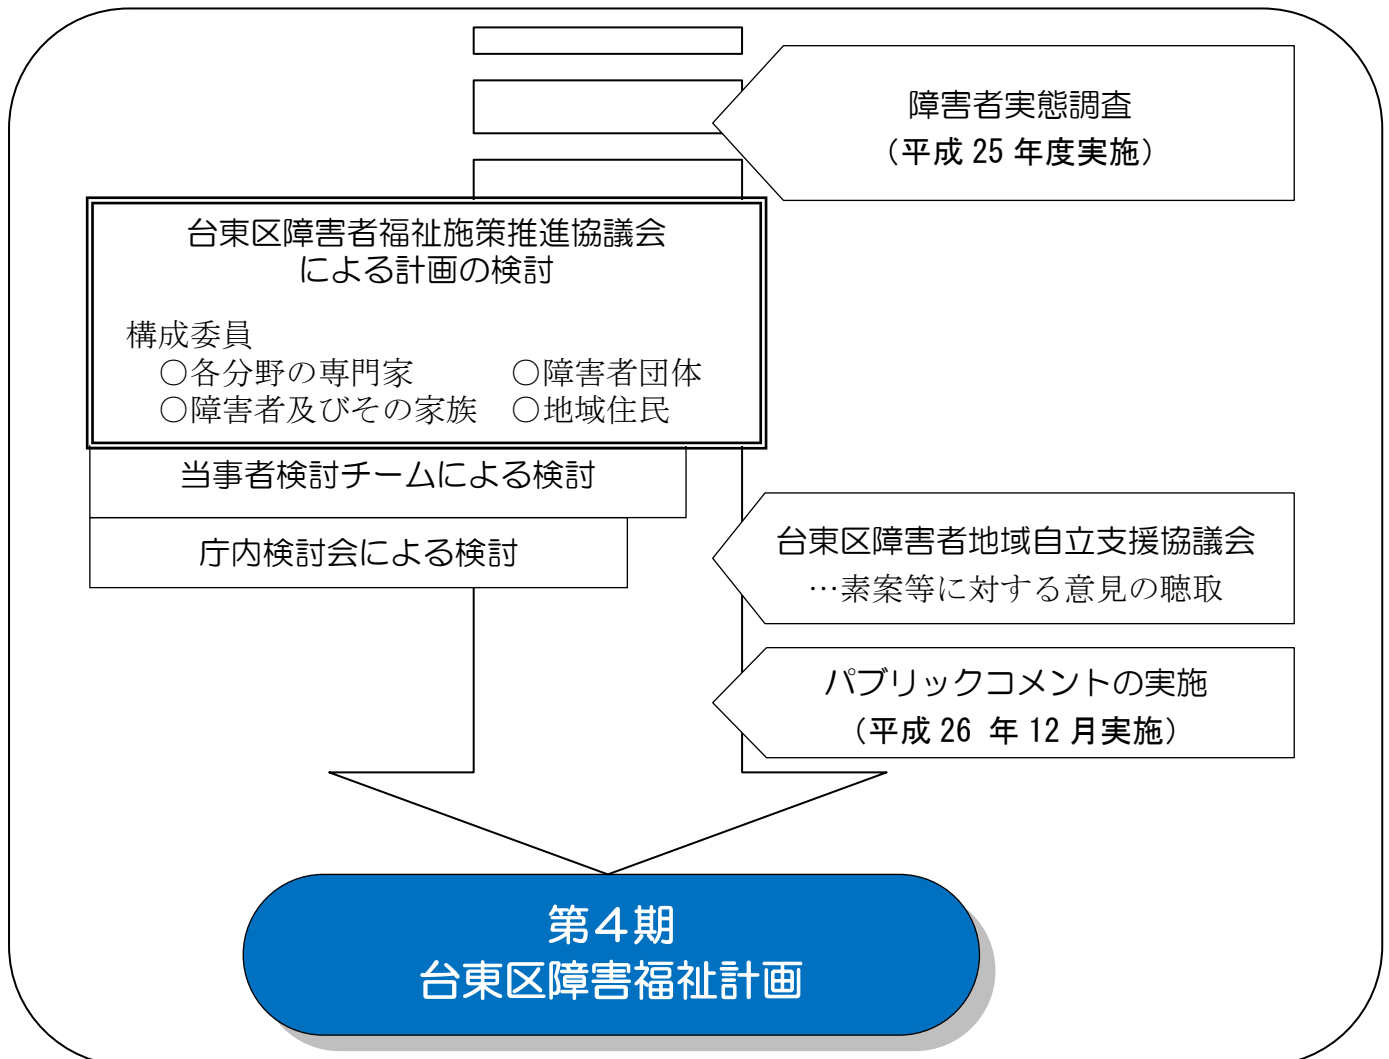 障害者実態調査
（平成 25 年度実施）
台東区障害者福祉施策推進協議会
による計画の検討
構成委員
○各分野の専門家 ○障害者団体
○障害者及びその家族 ○地域住民
当事者検討チームによる検討
庁内検討会による検討
台東区障害者地域自立支援協議会
…素案等に対する意見の聴取
パブリックコメントの実施
（平成 26 年 12 月実施）
第４期
台東区障害福祉計画